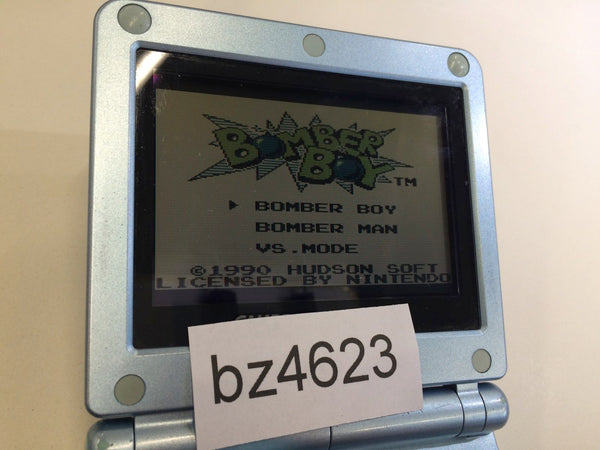 BOMBER
BOY
TM
BOMBER BOY
BOMBER MAN
VS.MODE
©1990 HUDSON SOFT
LICENSED BY NINTENDO
bz4623